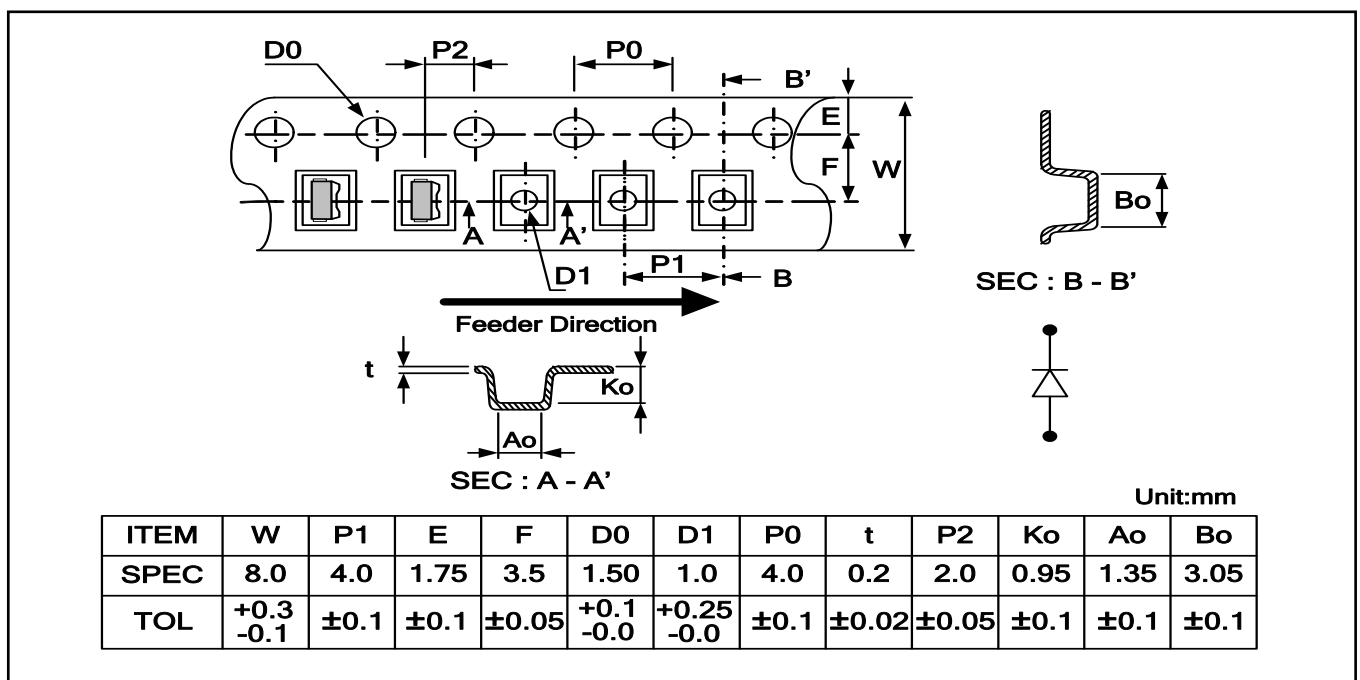 D0 P2 P0 B'
E
F W
Bo
A A'
P1
D1 B
SEC : B - B'
Feeder Direction
t
Ko
Ao
SEC : A - A'
Unit:mm
ITEM W P1 E F D0 D1 P0 t P2 Ko Ao Bo
SPEC 8.0 4.0 1.75 3.5 1.50 1.0 4.0 0.2 2.0 0.95 1.35 3.05
TOL +0.3 -0.1 ±0.1 ±0.1 ±0.05 +0.1 -0.0 +0.25 -0.0 ±0.1 ±0.02 ±0.05 ±0.1 ±0.1 ±0.1